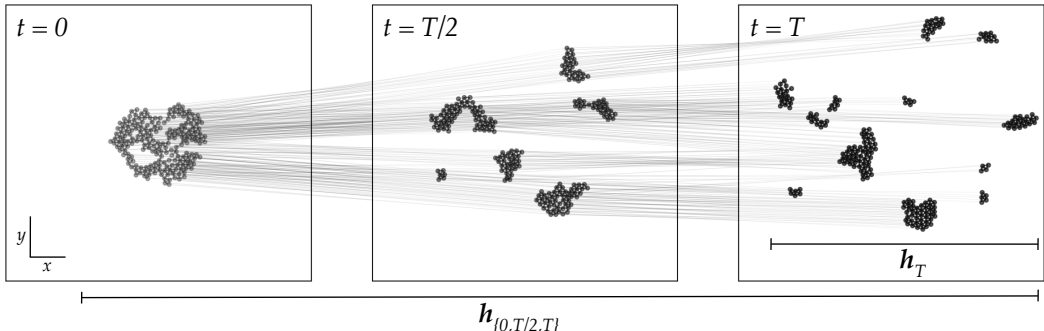 t = 0
t = T/2
t = T
y
x
h_T
h_{0,T/2,T}